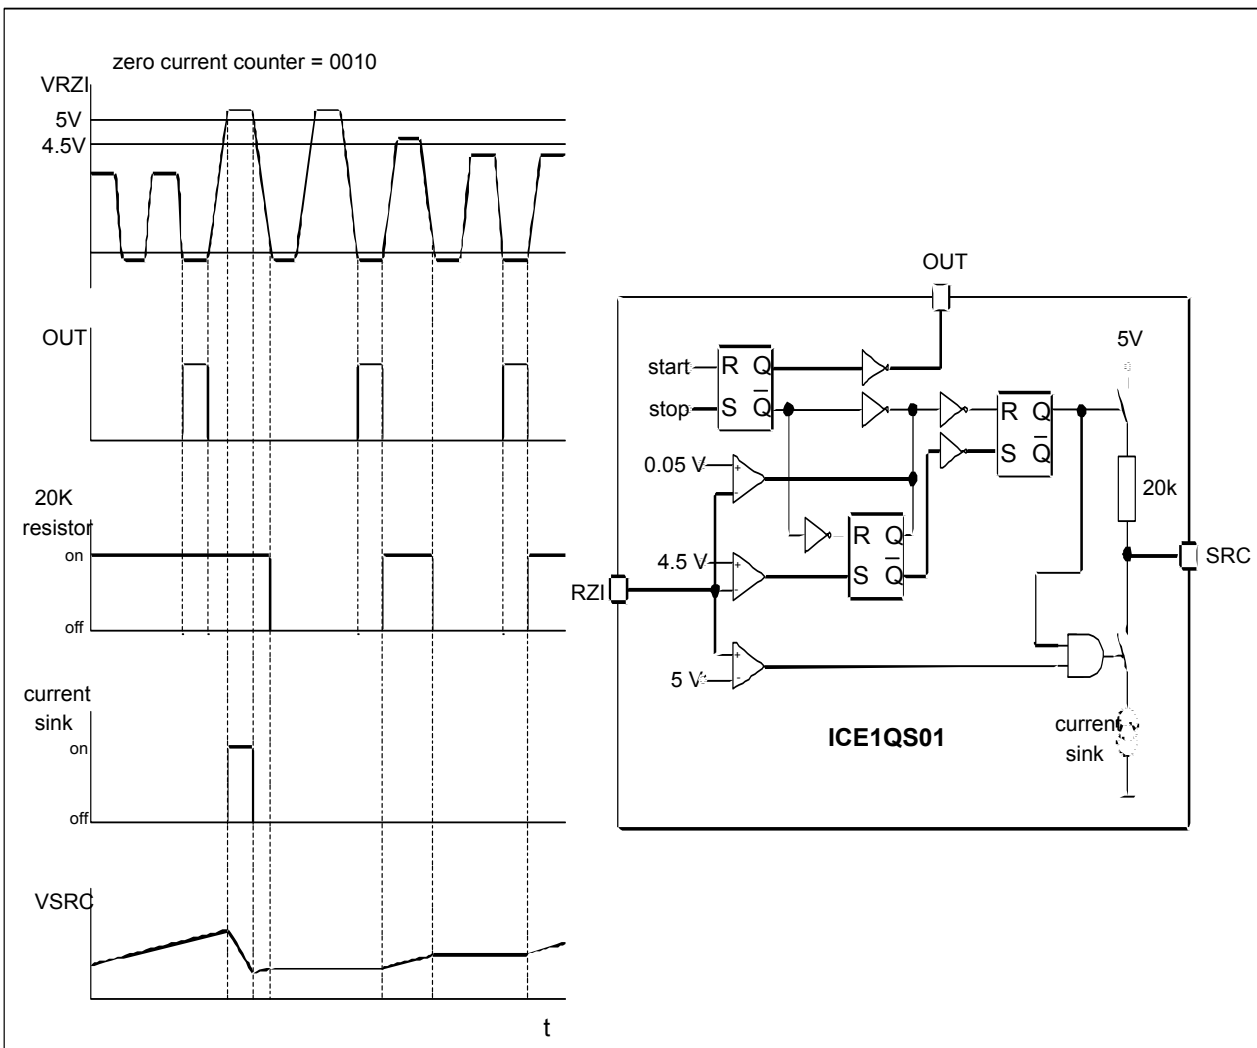 zero current counter = 0010
VRZI
5V
4.5V
OUT
20K
resistor
on
off
current
sink
on
off
VSRC
t
OUT
5V
start
R Q
stop
S Q
R Q
S Q
0.05 V
+
-
20k
R Q
S Q
4.5 V
+
-
SRC
RZI
+
5 V
-
ICE1QS01
current
sink